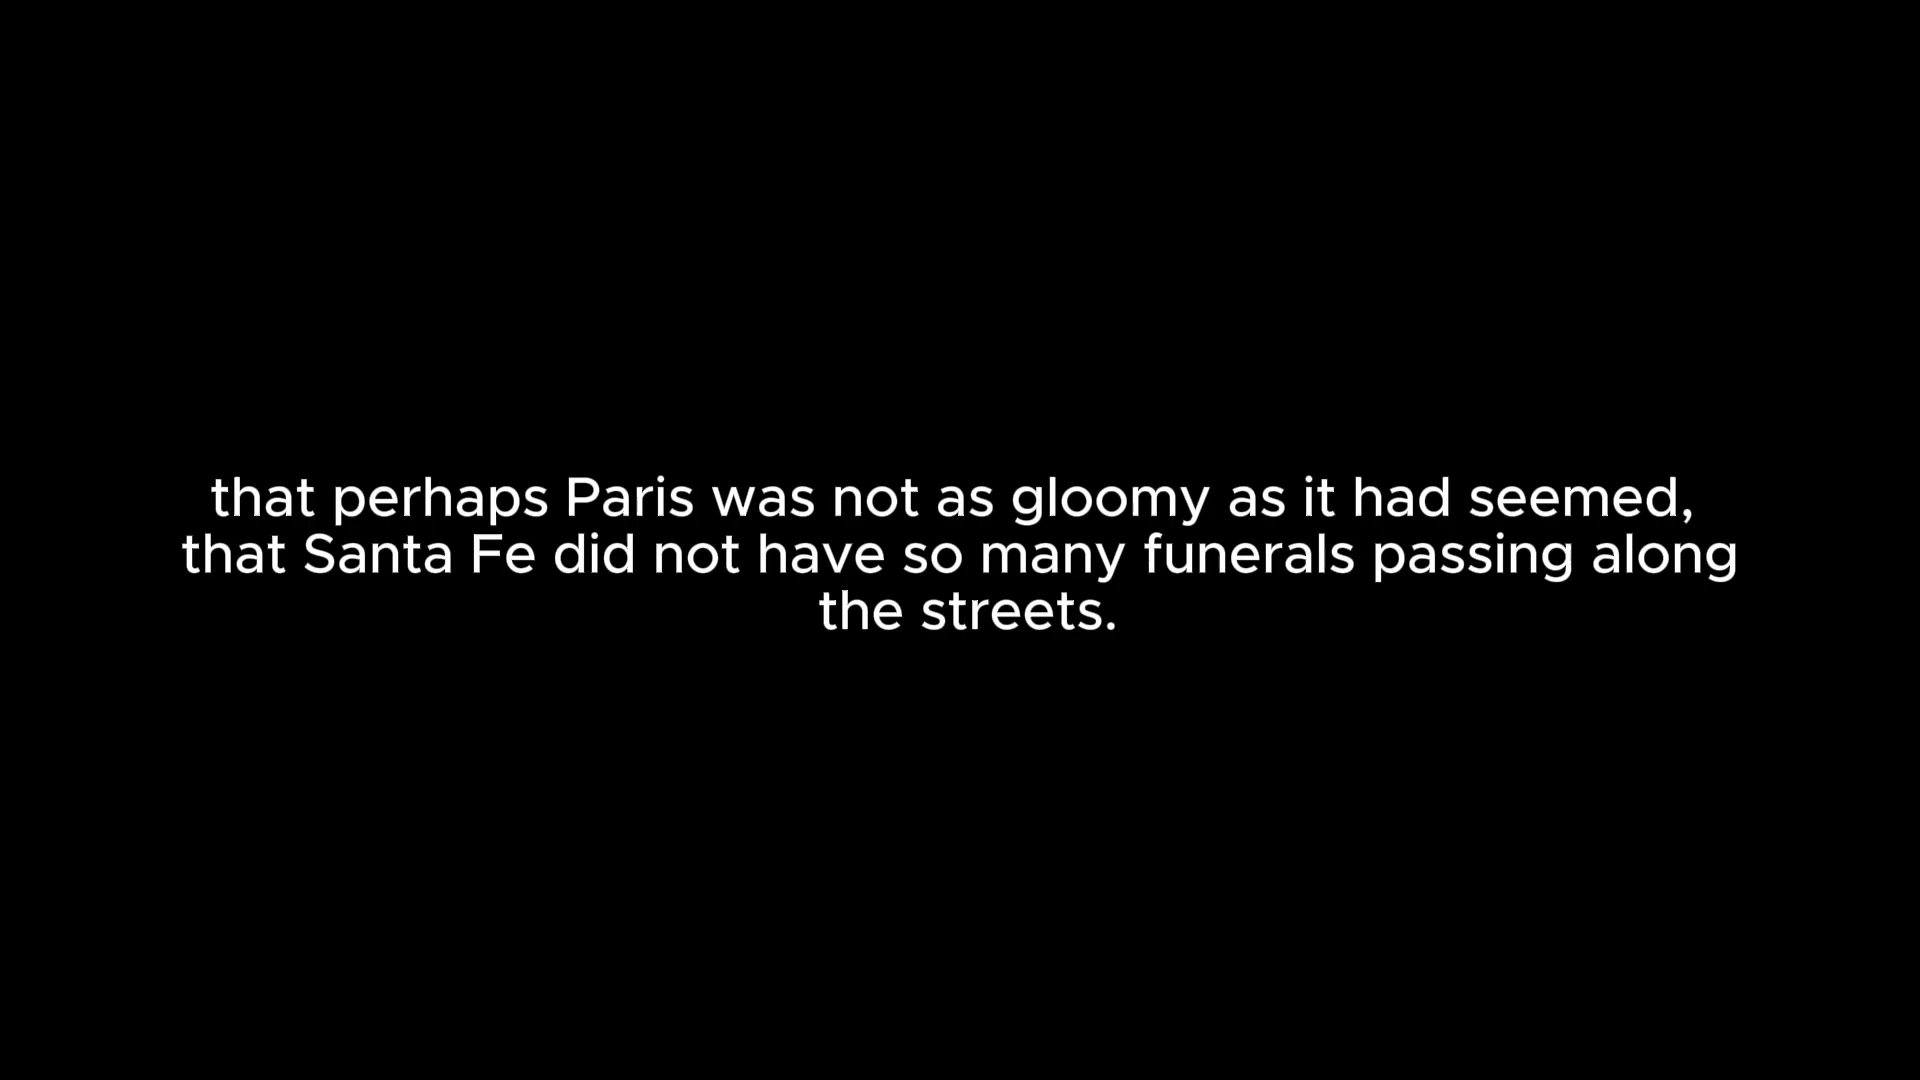 that perhaps Paris was not as gloomy as it had seemed,
that Santa Fe did not have so many funerals passing along
the streets.